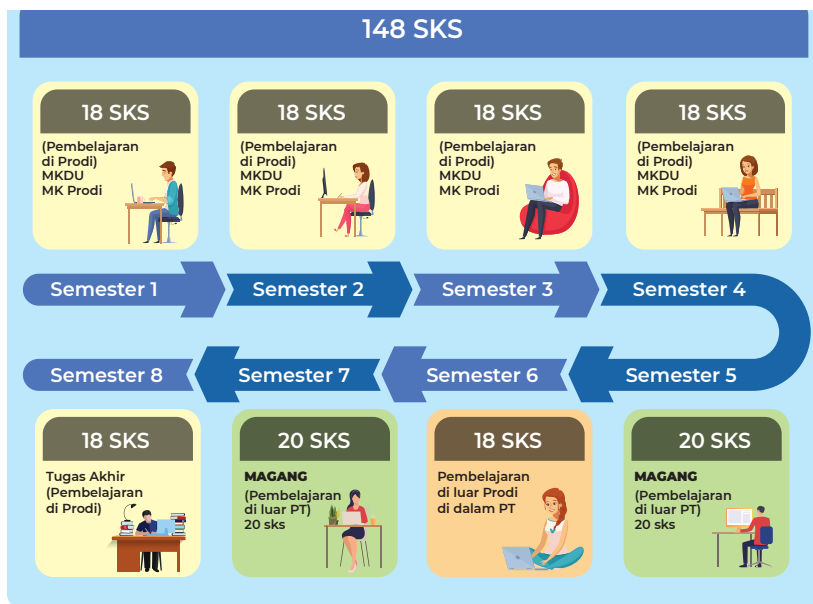 148 SKS
18 SKS
(Pembelajaran
di Prodi)
MKDU
MK Prodi
18 SKS
(Pembelajaran
di Prodi)
MKDU
MK Prodi
18 SKS
(Pembelajaran
di Prodi)
MKDU
MK Prodi
18 SKS
(Pembelajaran
di Prodi)
MKDU
MK Prodi
Semester 1
Semester 2
Semester 3
Semester 4
Semester 8
Semester 7
Semester 6
Semester 5
18 SKS
Tugas Akhir
(Pembelajaran
di Prodi)
20 SKS
MAGANG
(Pembelajaran
di luar PT)
20 sks
18 SKS
Pembelajaran
di luar Prodi
di dalam PT
20 SKS
MAGANG
(Pembelajaran
di luar PT)
20 sks